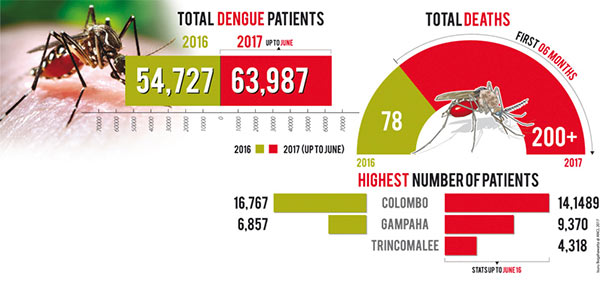 TOTAL DENGUE PATIENTS
2016 2017 UP TO JUNE
54,727 63,987
70000 60000 50000 40000 30000 20000 10000 0 10000 20000 30000 40000 50000 60000 70000
2016 2017 (UP TO JUNE)
TOTAL DEATHS
FIRST 06 MONTHS
78 200+
2016 2017
HIGHEST NUMBER OF PATIENTS
16,767 COLOMBO 14,1489
6,857 GAMPAHA 9,370
TRINCOMALEE 4,318
STATS UP TO JUNE 16